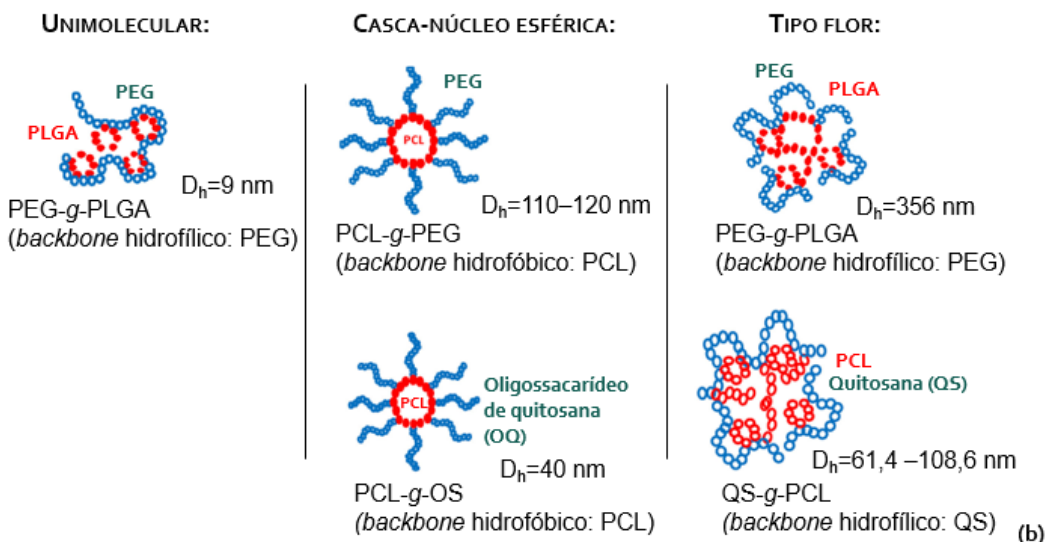 UNIMOLECULAR:
PEG
PLGA
Dh=9 nm
PEG-g-PLGA
(backbone hidrofílico: PEG)
CASCA-NÚCLEO ESFÉRICA:
PEG
PCL
Dh=110–120 nm
PCL-g-PEG
(backbone hidrofóbico: PCL)
PCL
Oligossacarídeo
de quitosana
(OQ)
Dh=40 nm
PCL-g-OS
(backbone hidrofóbico: PCL)
TIPO FLOR:
PEG
PLGA
Dh=356 nm
PEG-g-PLGA
(backbone hidrofílico: PEG)
PCL
Quitosana (QS)
Dh=61,4 –108,6 nm
QS-g-PCL
(backbone hidrofílico: QS)
(b)